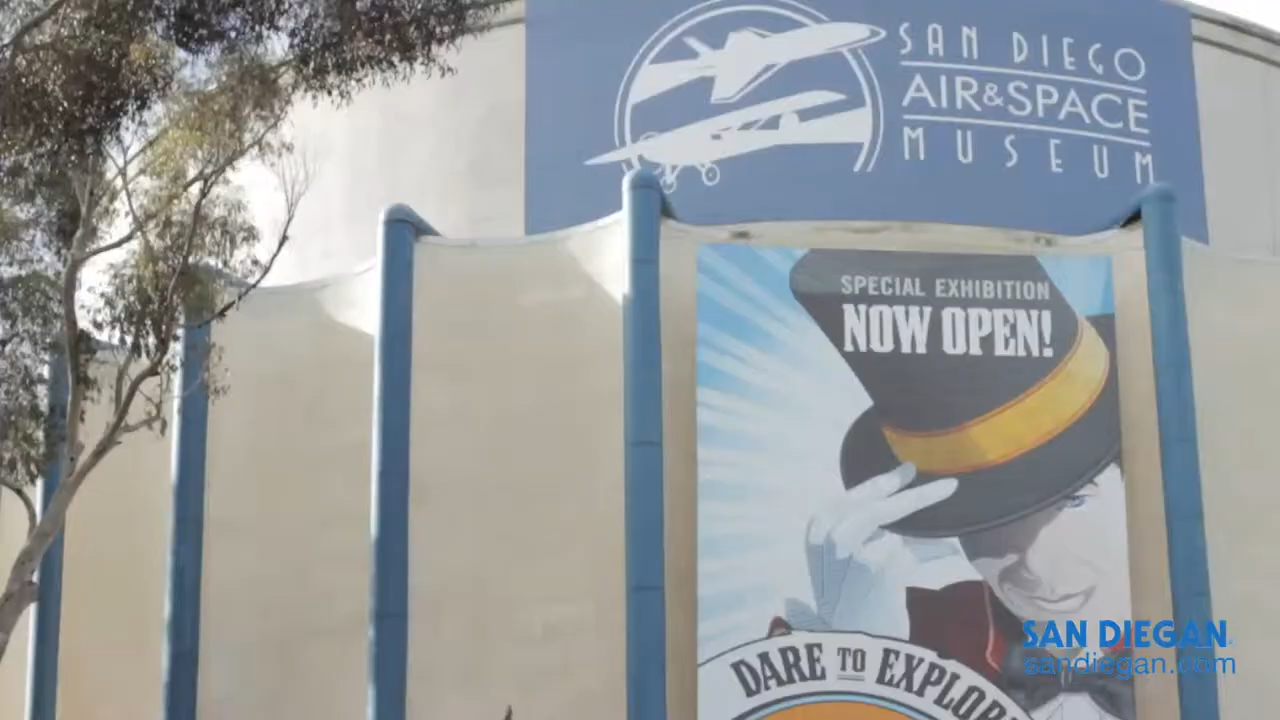 SAN DIEGO
AIR&SPACE
MUSEUM
SPECIAL EXHIBITION
NOW OPEN!
DARE TO EXPLOR
SAN DIEGAN
sandiegan.com